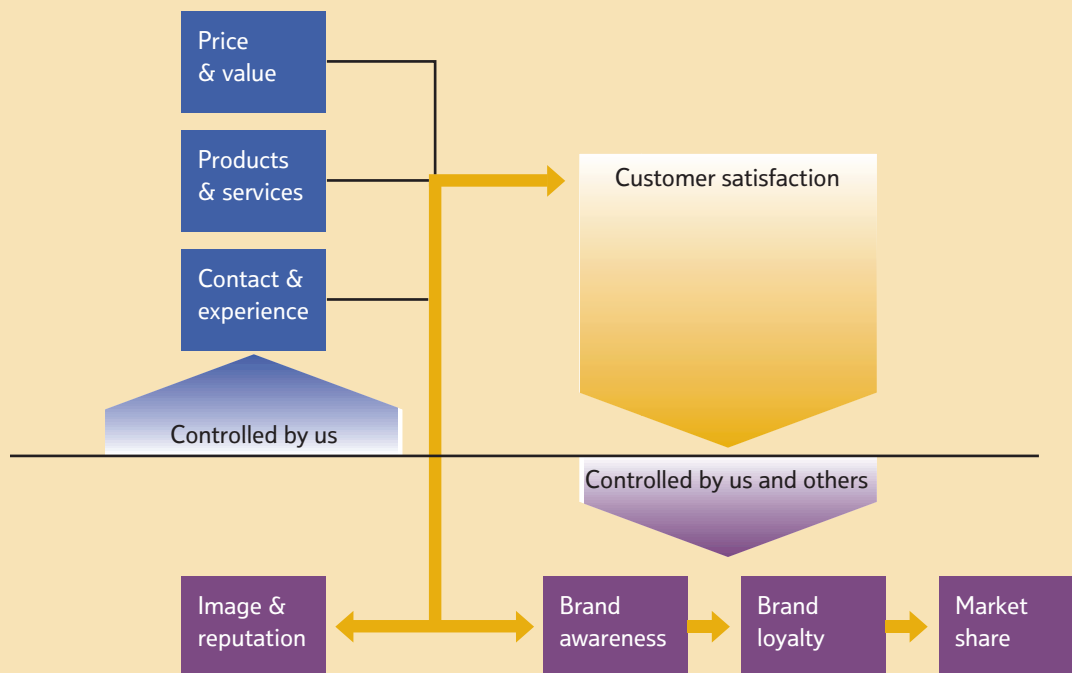 Price
& value
Products
& services
Customer satisfaction
Contact &
experience
Controlled by us
Controlled by us and others
Image &
reputation
Brand
awareness
Brand
loyalty
Market
share